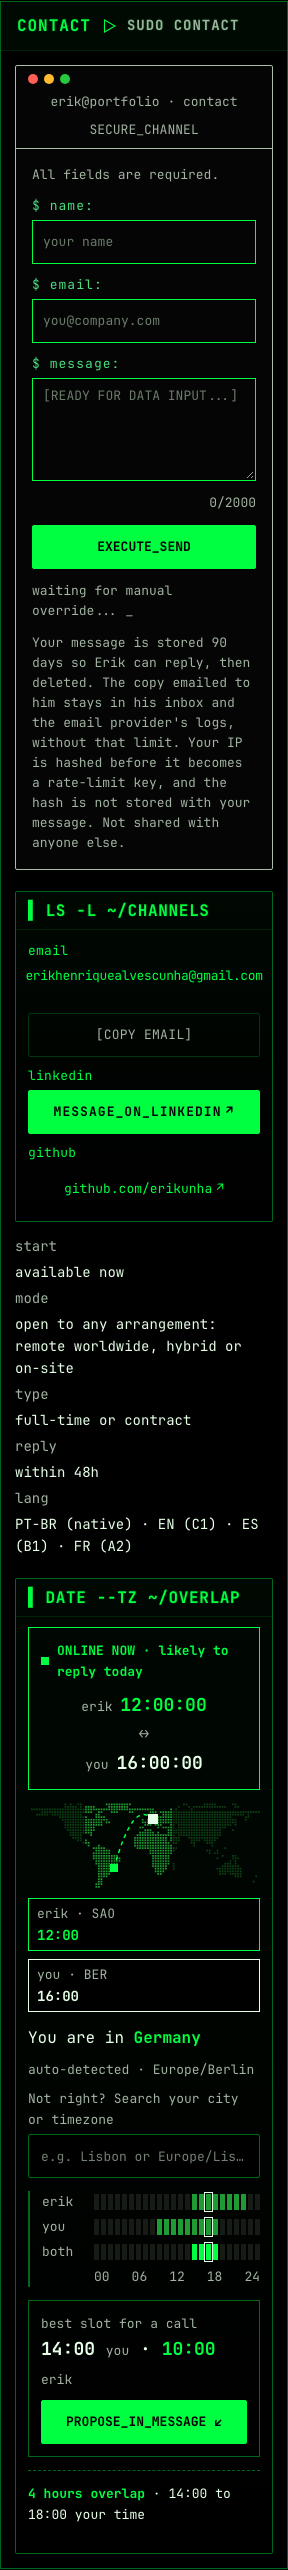 CONTACT ▷ SUDO CONTACT
erik@portfolio · contact
SECURE_CHANNEL
All fields are required.
$ name:
your name
$ email:
you@company.com
$ message:
[READY FOR DATA INPUT...]
0/2000
EXECUTE_SEND
waiting for manual
override... _
Your message is stored 90
days so Erik can reply, then
deleted. The copy emailed to
him stays in his inbox and
the email provider's logs,
without that limit. Your IP
is hashed before it becomes
a rate-limit key, and the
hash is not stored with your
message. Not shared with
anyone else.
LS -L ~/CHANNELS
email
erikhenriquealvescunha@gmail.com
[COPY EMAIL]
linkedin
MESSAGE_ON_LINKEDIN ↗
github
github.com/erikunha ↗
start
available now
mode
open to any arrangement:
remote worldwide, hybrid or
on-site
type
full-time or contract
reply
within 48h
lang
PT-BR (native) · EN (C1) · ES
(B1) · FR (A2)
DATE --TZ ~/OVERLAP
ONLINE NOW · likely to
reply today
erik 12:00:00
↔
you 16:00:00
erik · SAO
12:00
you · BER
16:00
You are in Germany
auto-detected · Europe/Berlin
Not right? Search your city
or timezone
e.g. Lisbon or Europe/Lis…
erik
you
both
00 06 12 18 24
best slot for a call
14:00 you · 10:00
erik
PROPOSE_IN_MESSAGE ↙
4 hours overlap · 14:00 to
18:00 your time